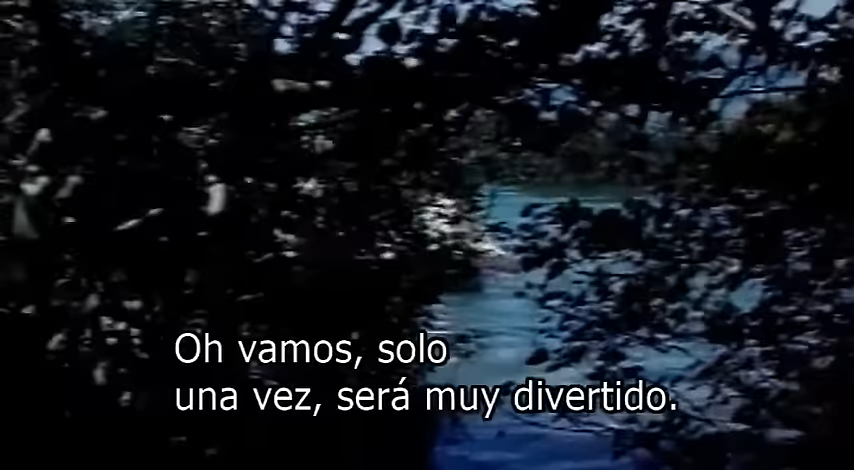 Oh vamos, solo
una vez, será muy divertido.